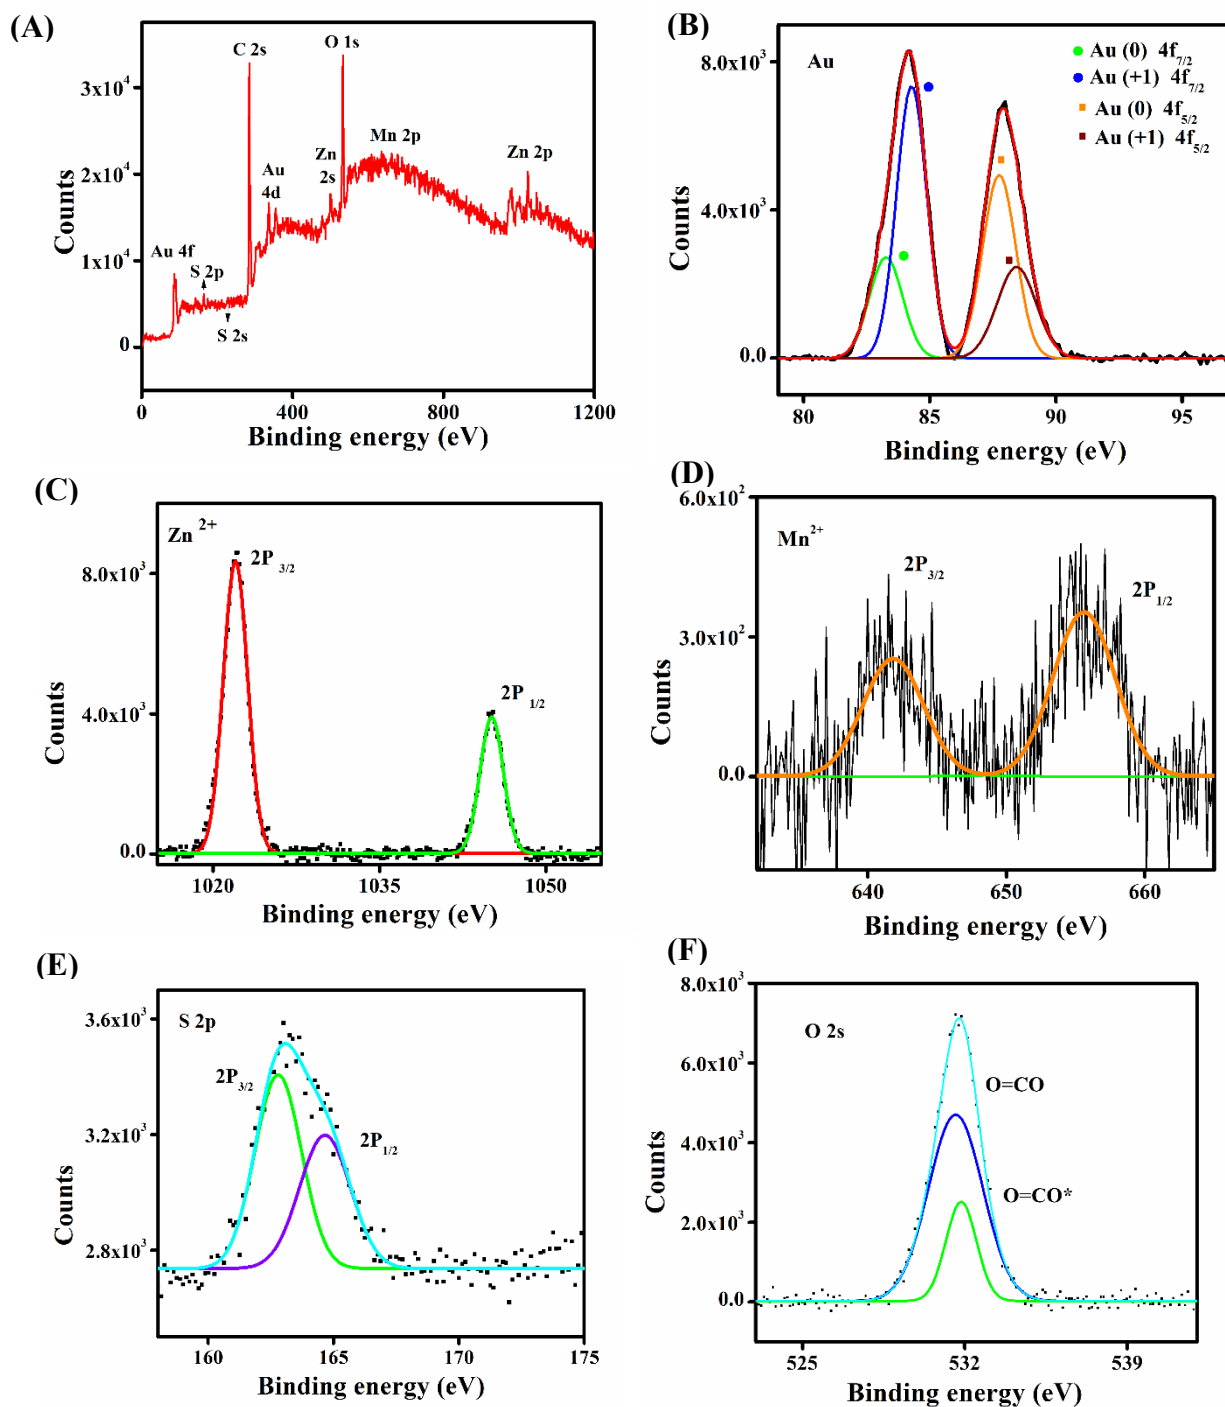 (A)
C 2s
O 1s
Mn 2p
Zn
2s
Zn 2p
Au
4d
Au 4f
S 2p
S 2s
3x10⁴
2x10⁴
1x10⁴
0
Counts
0 400 800 1200
Binding energy (eV)
(B)
Au
Au (0) 4f7/2
Au (+1) 4f7/2
Au (0) 4f5/2
Au (+1) 4f5/2
8.0x10³
4.0x10³
0.0
Counts
80 85 90 95
Binding energy (eV)
(C)
Zn 2+
2P 3/2
2P 1/2
8.0x10³
4.0x10³
0.0
Counts
1020 1035 1050
Binding energy (eV)
(D)
Mn2+
2P3/2
2P1/2
6.0x10²
3.0x10²
0.0
Counts
640 650 660
Binding energy (eV)
(E)
S 2p
2P3/2
2P1/2
3.6x10³
3.2x10³
2.8x10³
Counts
160 165 170 175
Binding energy (eV)
(F)
O 2s
O=CO
O=CO*
8.0x10³
6.0x10³
4.0x10³
2.0x10³
0.0
Counts
525 532 539
Binding energy (eV)